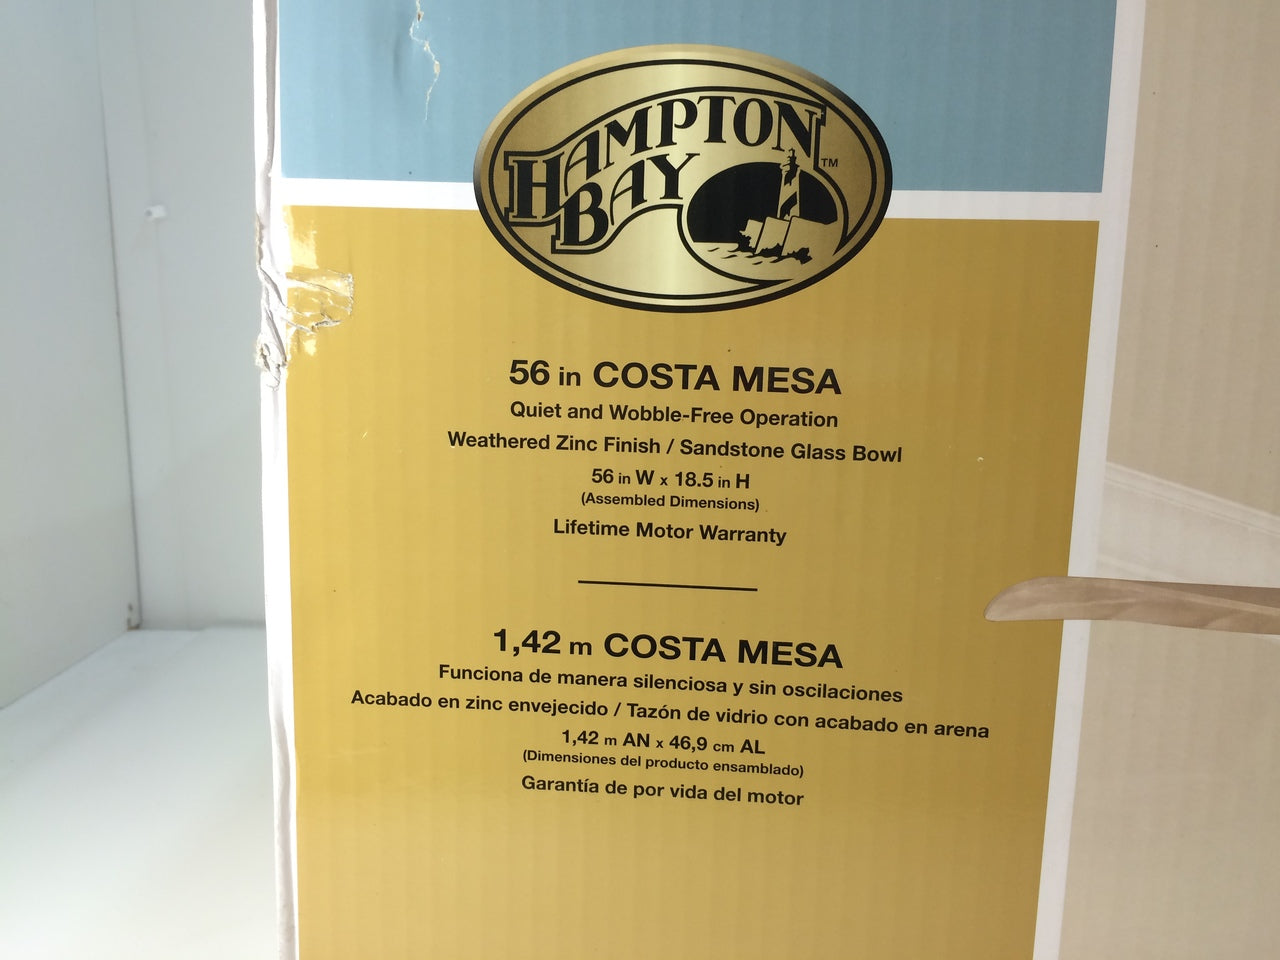 HAMPTON
BAY
TM
56 in COSTA MESA
Quiet and Wobble-Free Operation
Weathered Zinc Finish / Sandstone Glass Bowl
56 in W x 18.5 in H
(Assembled Dimensions)
Lifetime Motor Warranty
1,42 m COSTA MESA
Funciona de manera silenciosa y sin oscilaciones
Acabado en zinc envejecido / Tazón de vidrio con acabado en arena
1,42 m AN x 46,9 cm AL
(Dimensiones del producto ensamblado)
Garantía de por vida del motor